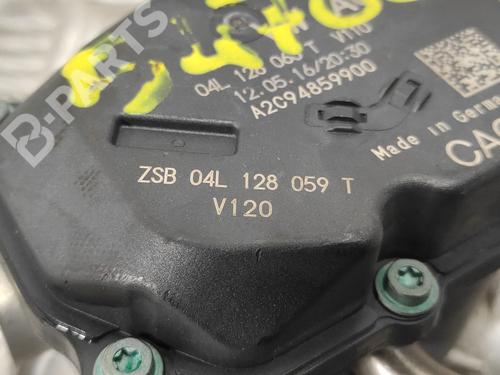 04L 128 063 T V110
12.05.16/20:30
A2C94859900
Made in Germ
CA
ZSB 04L 128 059 T
V120
B-PARTS